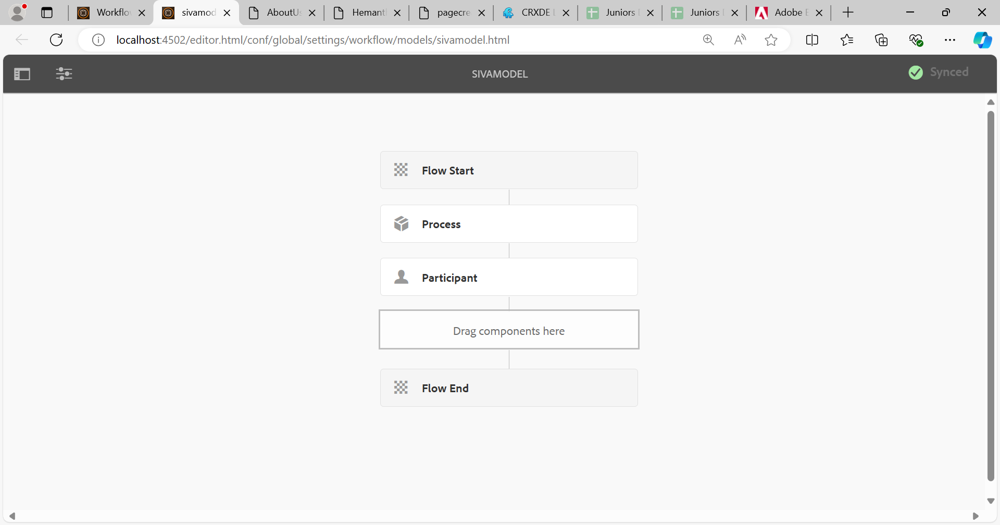 Workflo
sivamod
AboutUs
Hemant
pagecre
CRXDE
Juniors
Juniors
Adobe
localhost:4502/editor.html/conf/global/settings/workflow/models/sivamodel.html
SIVAMODEL
Synced
Flow Start
Process
Participant
Drag components here
Flow End